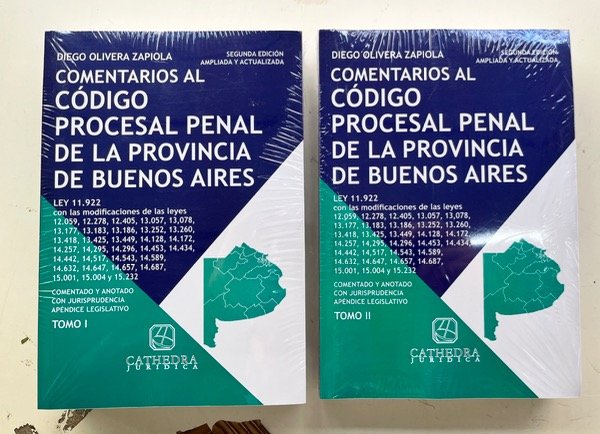 DIEGO OLIVERA ZAPIOLA
SEGUNDA EDICIÓN
AMPLIADA Y ACTUALIZADA
COMENTARIOS AL
CÓDIGO
PROCESAL PENAL
DE LA PROVINCIA
DE BUENOS AIRES
LEY 11.922
con las modificaciones de las leyes
12.059, 12.278, 12.405, 13.057, 13,078,
13.177, 13.183, 13.186, 13.252, 13.260,
13.418, 13.425, 13.449, 14.128, 14.172,
14.257, 14.295, 14.296, 14.453, 14.434,
14.442, 14,517, 14.543, 14.589,
14.632, 14.647, 14.657, 14.687,
15.001, 15.004 y 15.232
COMENTADO Y ANOTADO
CON JURISPRUDENCIA
APÉNDICE LEGISLATIVO
TOMO I
CATHEDRA
JURÍDICA
DIEGO OLIVERA ZAPIOLA
SEGUNDA EDICIÓN
AMPLIADA Y ACTUALIZADA
COMENTARIOS AL
CÓDIGO
PROCESAL PENAL
DE LA PROVINCIA
DE BUENOS AIRES
LEY 11.922
con las modificaciones de las leyes
12.059, 12.278, 12.405, 13.057, 13,078,
13.177, 13.183, 13.186, 13.252, 13.260,
13.418, 13.425, 13.449, 14.128, 14.172,
14.257, 14.295, 14.296, 14.453, 14.434,
14.442, 14,517, 14.543, 14.589,
14.632, 14.647, 14.657, 14.687,
15.001, 15.004 y 15.232
COMENTADO Y ANOTADO
CON JURISPRUDENCIA
APÉNDICE LEGISLATIVO
TOMO II
CATHEDRA
JURÍDICA